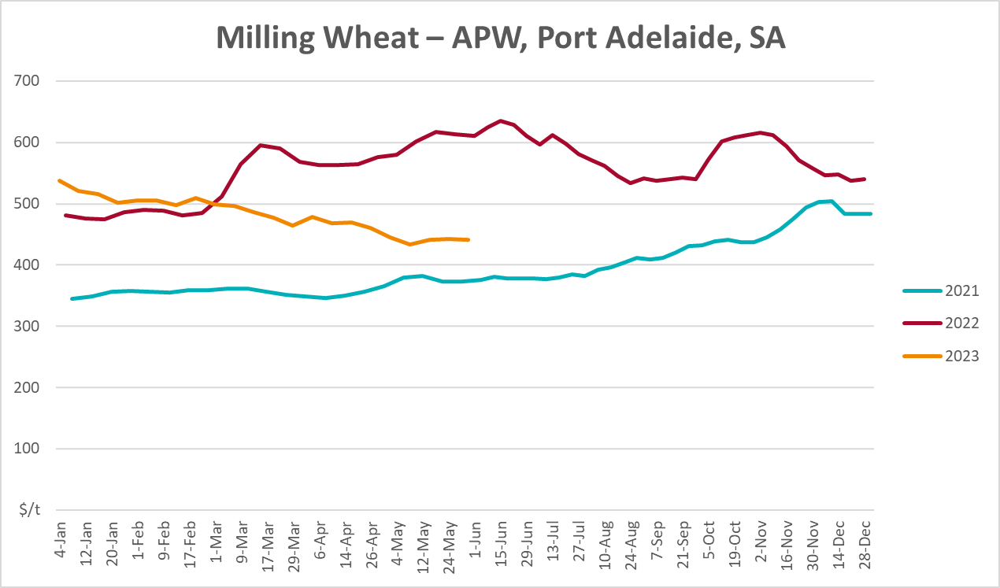 Milling Wheat – APW, Port Adelaide, SA
700
600
500
400
300
200
100
$/t
4-Jan
12-Jan
20-Jan
1-Feb
9-Feb
17-Feb
1-Mar
9-Mar
17-Mar
29-Mar
6-Apr
14-Apr
26-Apr
4-May
12-May
24-May
1-Jun
15-Jun
29-Jun
13-Jul
27-Jul
10-Aug
24-Aug
7-Sep
21-Sep
5-Oct
19-Oct
2-Nov
16-Nov
30-Nov
14-Dec
28-Dec
2021
2022
2023